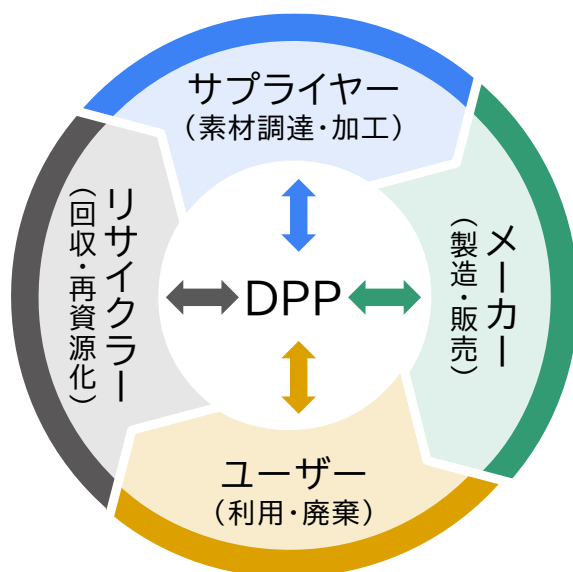 サプライヤー
（素材調達・加工）
メーカー
（製造・販売）
DPP
リサイクラー
（回収・再資源化）
ユーザー
（利用・廃棄）